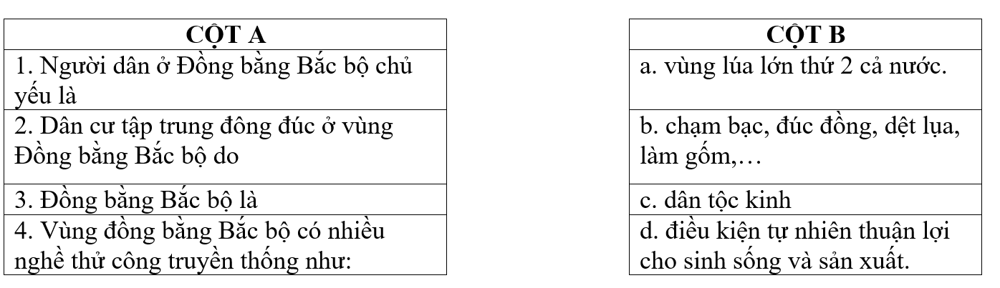 CỘT A
1. Người dân ở Đồng bằng Bắc bộ chủ
yếu là
2. Dân cư tập trung đông đúc ở vùng
Đồng bằng Bắc bộ do
3. Đồng bằng Bắc bộ là
4. Vùng đồng bằng Bắc bộ có nhiều
nghề thử công truyền thống như:
CỘT B
a. vùng lúa lớn thứ 2 cả nước.
b. chạm bạc, đúc đồng, dệt lụa,
làm gốm,…
c. dân tộc kinh
d. điều kiện tự nhiên thuận lợi
cho sinh sống và sản xuất.